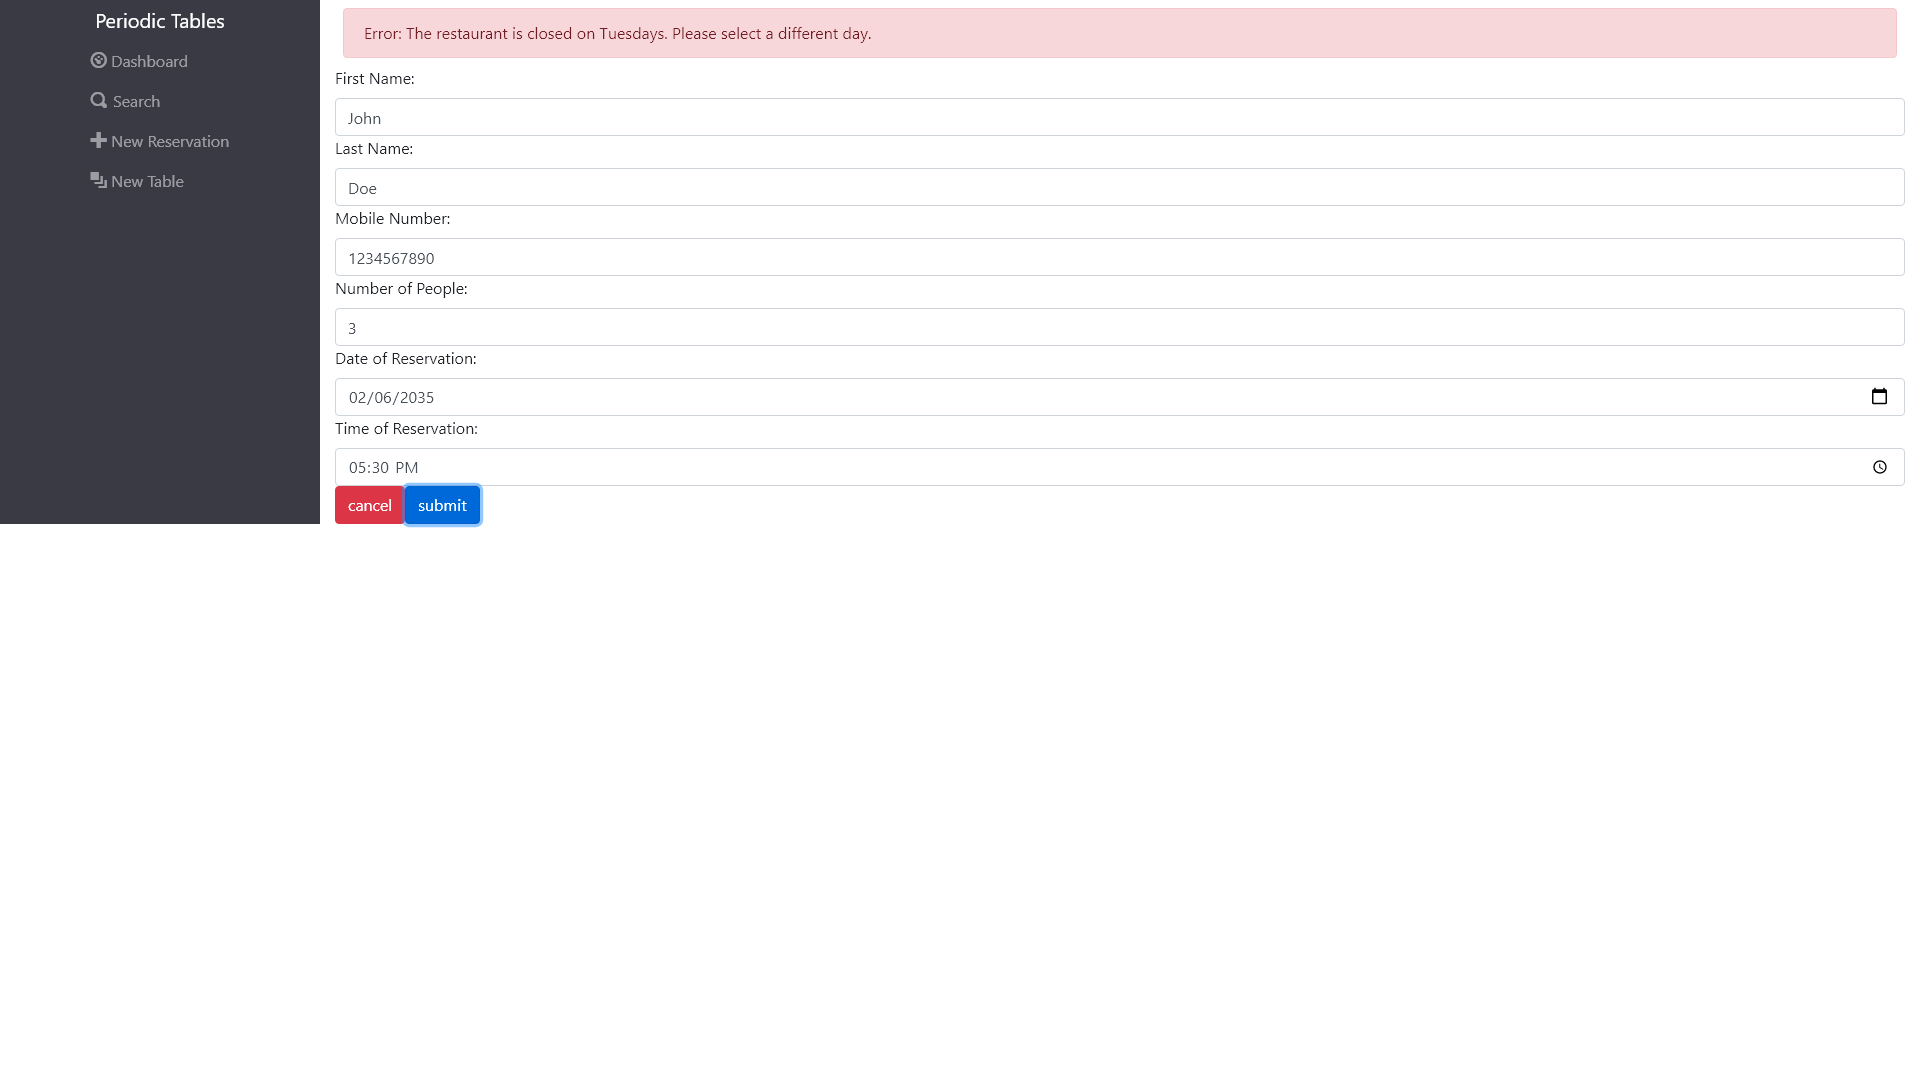 Periodic Tables
Dashboard
Search
New Reservation
New Table
Error: The restaurant is closed on Tuesdays. Please select a different day.
First Name:
John
Last Name:
Doe
Mobile Number:
1234567890
Number of People:
3
Date of Reservation:
02/06/2035
Time of Reservation:
05:30 PM
cancel submit